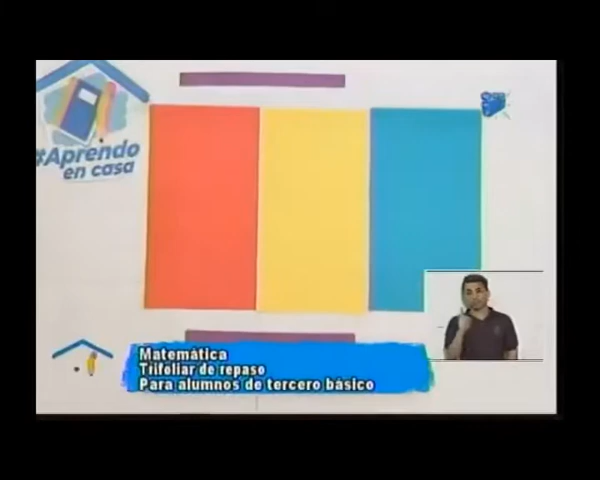 #Aprendo
en casa
Matemática
Trifoliar de repaso
Para alumnos de tercero básico